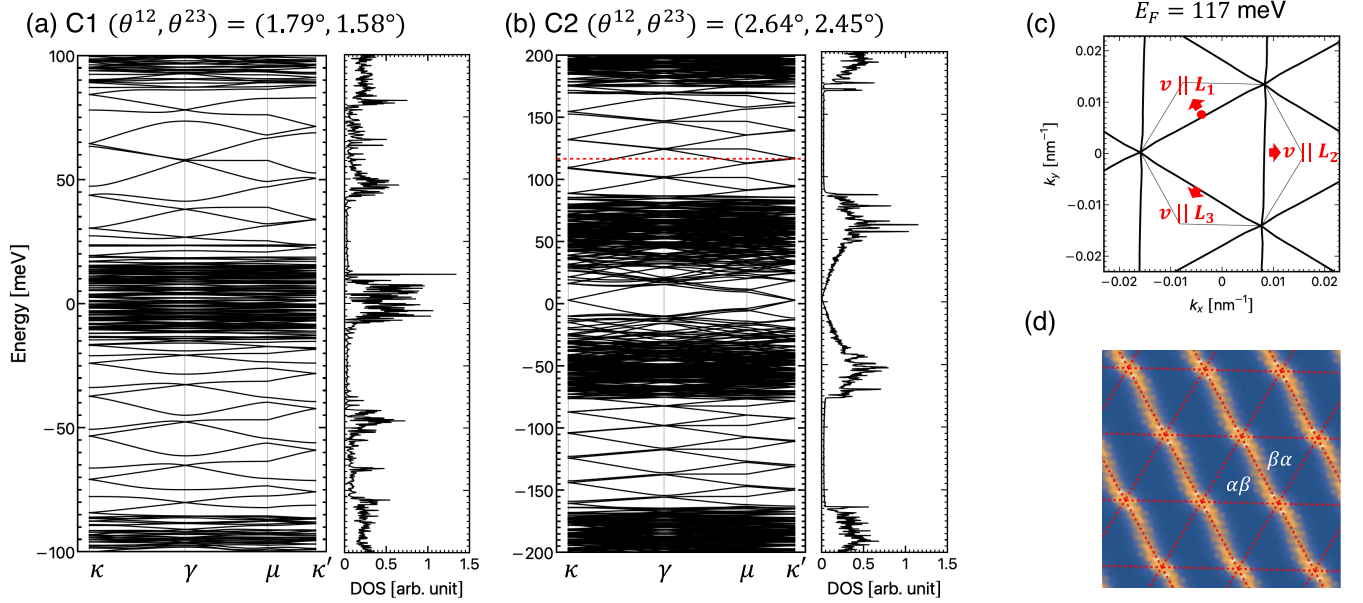 (a) C1 (θ¹², θ²³) = (1.79°, 1.58°)
Energy [meV]
100
50
0
−50
−100
κ γ μ κ′
0 0.5 1 1.5
DOS [arb. unit]
(b) C2 (θ¹², θ²³) = (2.64°, 2.45°)
200
150
100
50
0
−50
−100
−150
−200
κ γ μ κ′
0 0.5 1 1.5
DOS [arb. unit]
(c) E_F = 117 meV
k_y [nm⁻¹]
0.02
0.01
0
−0.01
−0.02
−0.02 −0.01 0 0.01 0.02
k_x [nm⁻¹]
v || L₁
v || L₂
v || L₃
(d)
βα
αβ